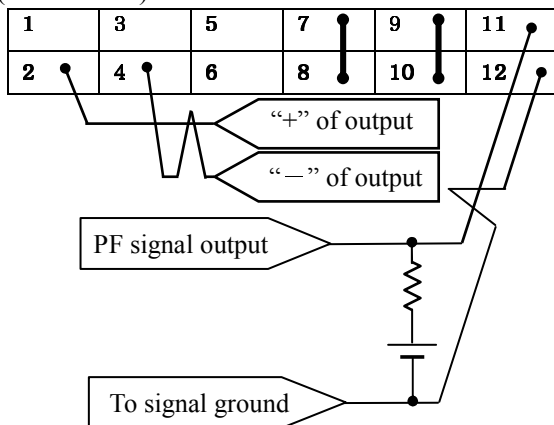 1 3 5 7 9 11
2 4 6 8 10 12
“+” of output
“－” of output
PF signal output
To signal ground